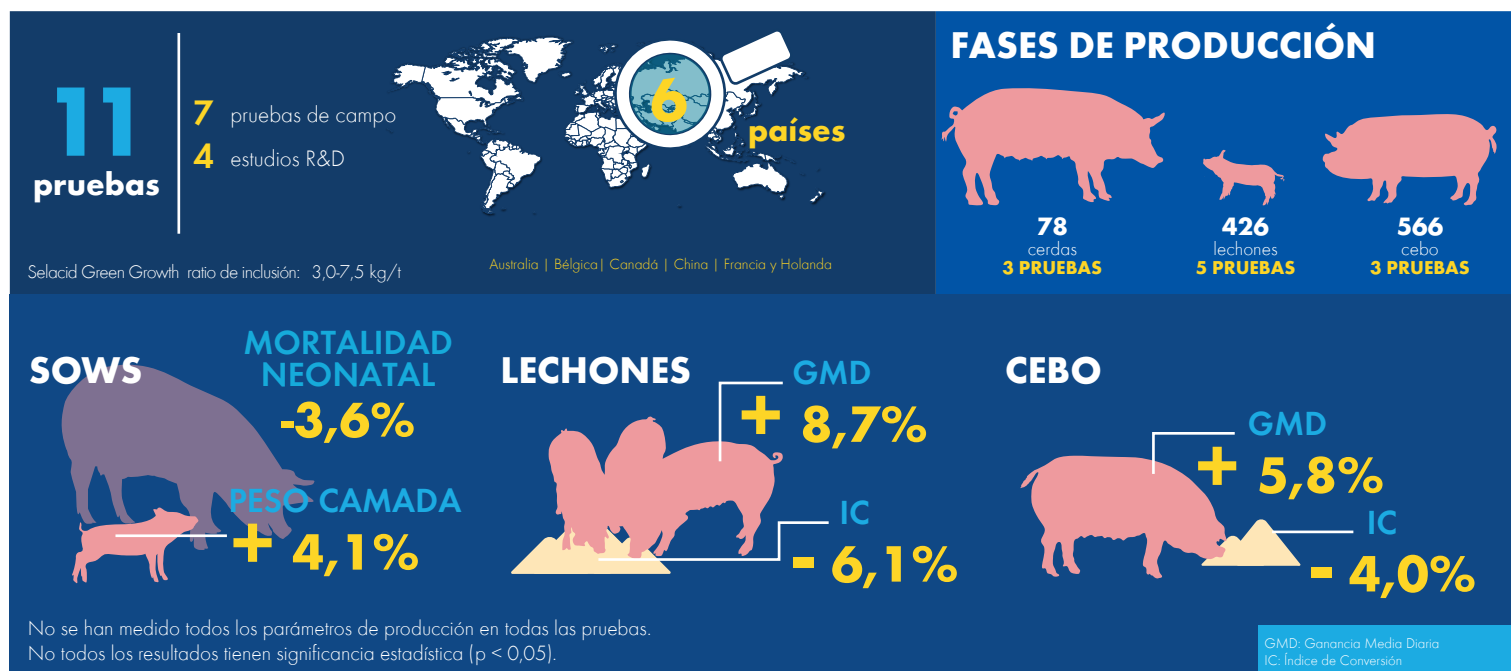 11
pruebas
7 pruebas de campo
4 estudios R&D
6
países
Selacid Green Growth ratio de inclusión: 3,0-7,5 kg/t
Australia | Bélgica | Canadá | China | Francia y Holanda
FASES DE PRODUCCIÓN
78
cerdas
3 PRUEBAS
426
lechones
5 PRUEBAS
566
cebo
3 PRUEBAS
SOWS
MORTALIDAD
NEONATAL
-3,6%
PESO CAMADA
+ 4,1%
LECHONES
GMD
+ 8,7%
IC
- 6,1%
CEBO
GMD
+ 5,8%
IC
- 4,0%
No se han medido todos los parámetros de producción en todas las pruebas.
No todos los resultados tienen significancia estadística (p < 0,05).
GMD: Ganancia Media Diaria
IC: Índice de Conversión